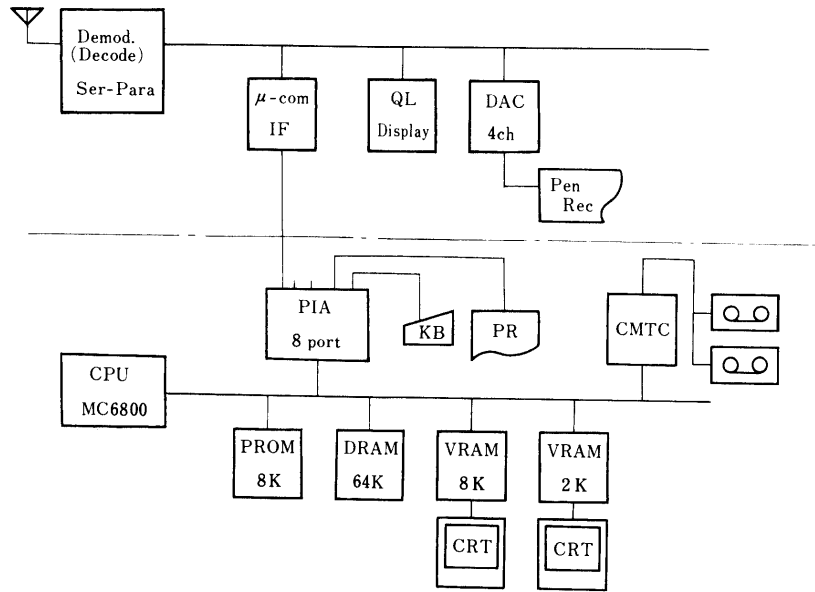 Demod.
(Decode)
Ser-Para
μ-com
IF
QL
Display
DAC
4ch
Pen
Rec
PIA
8 port
KB
PR
CMTC
CPU
MC6800
PROM
8K
DRAM
64K
VRAM
8K
VRAM
2K
CRT
CRT